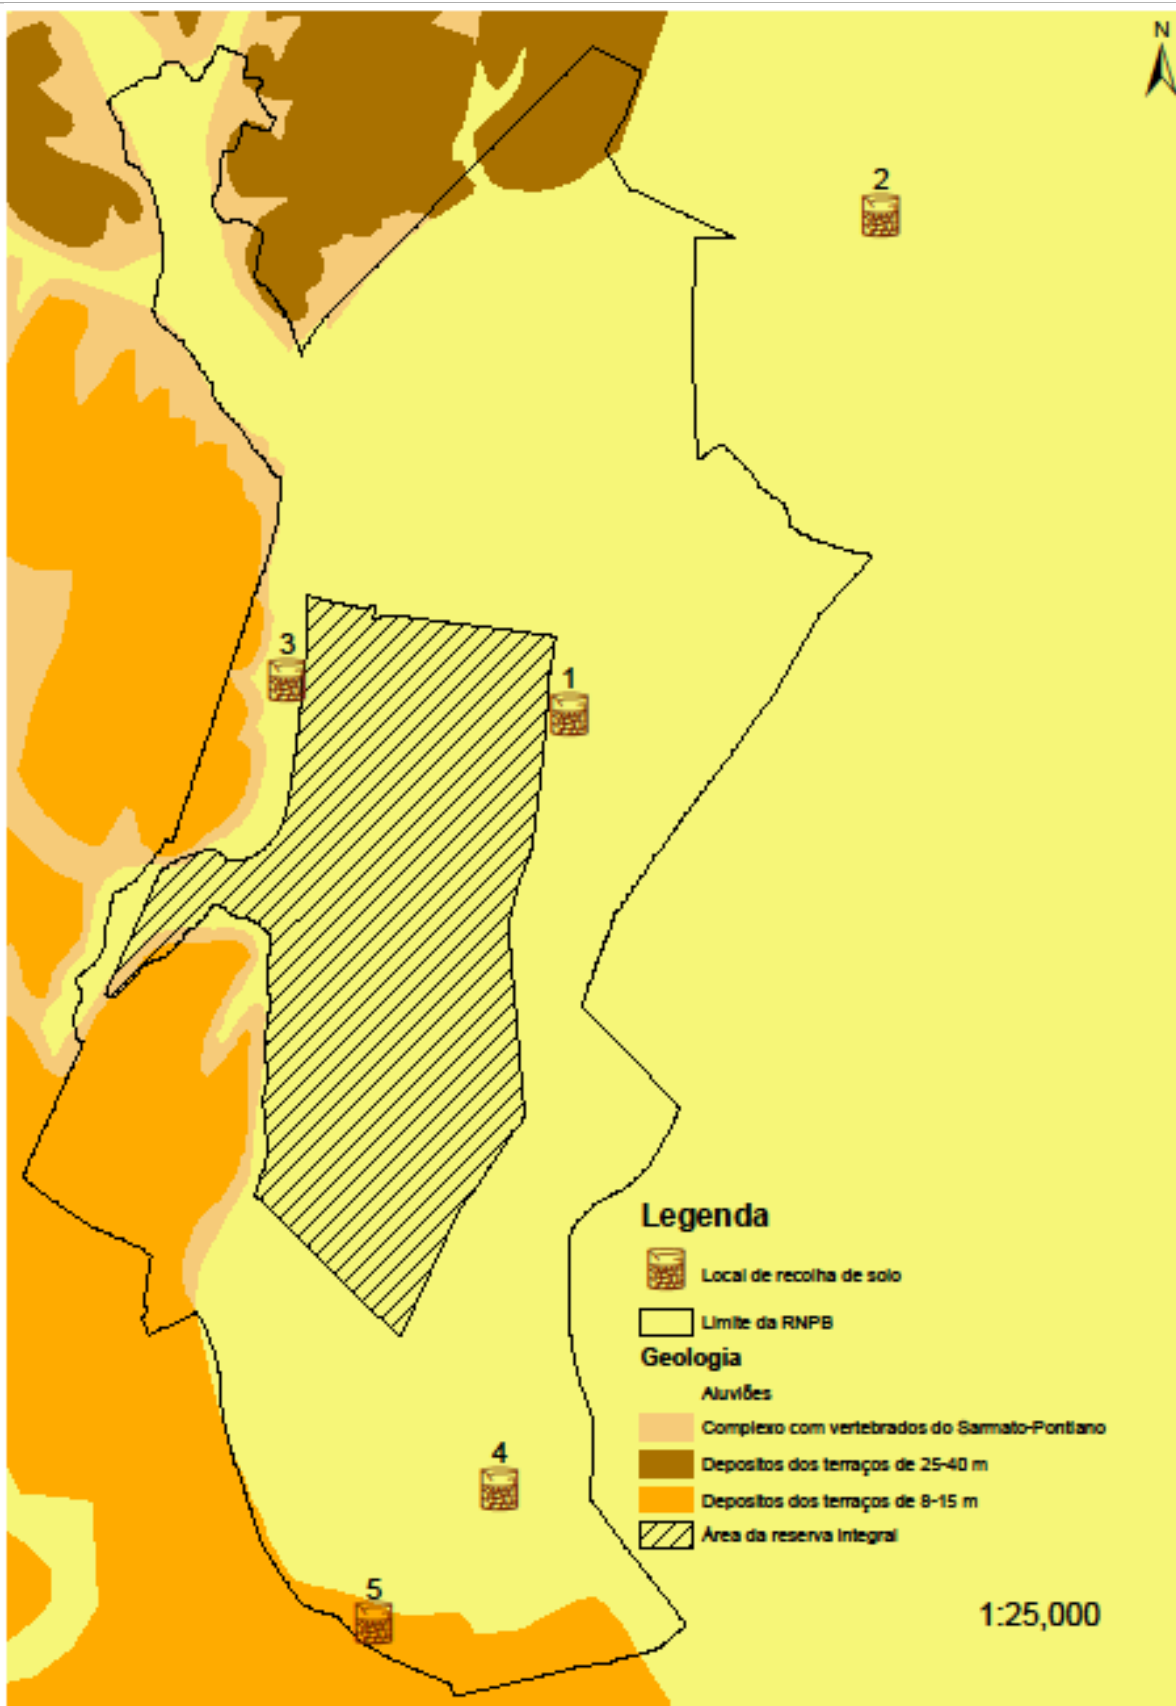 N
2
3
1
Legenda
Local de recolha de solo
Limite da RNPB
Geologia
Aluviões
Complexo com vertebrados do Sarmato-Pontiano
Depositos dos terraços de 25-40 m
Depositos dos terraços de 8-15 m
Área da reserva integral
4
5
1:25,000